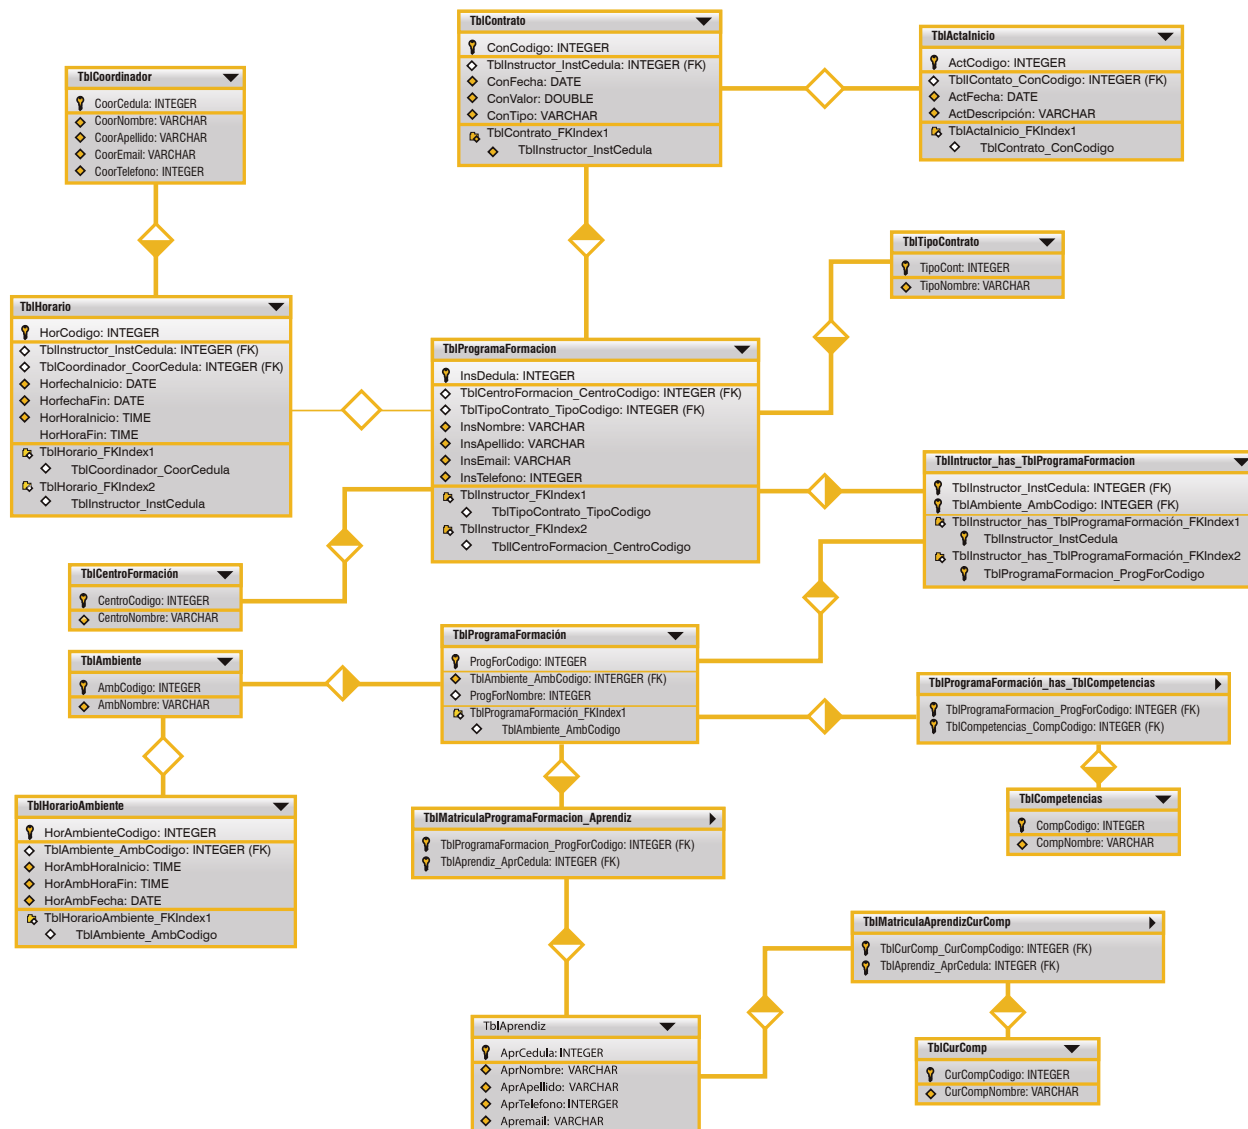 TblContrato
ConCodigo: INTEGER
TblInstructor_InstCedula: INTEGER (FK)
ConFecha: DATE
ConValor: DOUBLE
ConTipo: VARCHAR
TblContrato_FKIndex1
TblInstructor_InstCedula
TblActaInicio
ActCodigo: INTEGER
TblIContato_ConCodigo: INTEGER (FK)
ActFecha: DATE
ActDescripción: VARCHAR
TblActaInicio_FKIndex1
TblContrato_ConCodigo
TblCoordinador
CoorCedula: INTEGER
CoorNombre: VARCHAR
CoorApellido: VARCHAR
CoorEmail: VARCHAR
CoorTelefono: INTEGER
TblTipoContrato
TipoCont: INTEGER
TipoNombre: VARCHAR
TblHorario
HorCodigo: INTEGER
TblInstructor_InstCedula: INTEGER (FK)
TblCoordinador_CoorCedula: INTEGER (FK)
HorfechaInicio: DATE
HorfechaFin: DATE
HorHoraInicio: TIME
HorHoraFin: TIME
TblHorario_FKIndex1
TblCoordinador_CoorCedula
TblHorario_FKIndex2
TblInstructor_InstCedula
TblProgramaFormacion
InsDedula: INTEGER
TblCentroFormacion_CentroCodigo: INTEGER (FK)
TblTipoContrato_TipoCodigo: INTEGER (FK)
InsNombre: VARCHAR
InsApellido: VARCHAR
InsEmail: VARCHAR
InsTelefono: INTEGER
TblInstructor_FKIndex1
TblTipoContrato_TipoCodigo
TblInstructor_FKIndex2
TblICentroFormacion_CentroCodigo
TblIntructor_has_TblProgramaFormacion
TblInstructor_InstCedula: INTEGER (FK)
TblAmbiente_AmbCodigo: INTEGER (FK)
TblInstructor_has_TblProgramaFormación_FKIndex1
TblInstructor_InstCedula
TblInstructor_has_TblProgramaFormación_FKIndex2
TblProgramaFormacion_ProgForCodigo
TblCentroFormación
CentroCodigo: INTEGER
CentroNombre: VARCHAR
TblAmbiente
AmbCodigo: INTEGER
AmbNombre: VARCHAR
TblProgramaFormación
ProgForCodigo: INTEGER
TblAmbiente_AmbCodigo: INTERGER (FK)
ProgForNombre: INTEGER
TblProgramaFormación_FKIndex1
TblAmbiente_AmbCodigo
TblProgramaFormación_has_TblCompetencias
TblProgramaFormacion_ProgForCodigo: INTEGER (FK)
TblCompetencias_CompCodigo: INTEGER (FK)
TblCompetencias
CompCodigo: INTEGER
CompNombre: VARCHAR
TblHorarioAmbiente
HorAmbienteCodigo: INTEGER
TblAmbiente_AmbCodigo: INTEGER (FK)
HorAmbHoraInicio: TIME
HorAmbHoraFin: TIME
HorAmbFecha: DATE
TblHorarioAmbiente_FKIndex1
TblAmbiente_AmbCodigo
TblMatriculaProgramaFormacion_Aprendiz
TblProgramaFormacion_ProgForCodigo: INTEGER (FK)
TblAprendiz_AprCedula: INTEGER (FK)
TblMatriculaAprendizCurComp
TblCurComp_CurCompCodigo: INTEGER (FK)
TblAprendiz_AprCedula: INTEGER (FK)
TblAprendiz
AprCedula: INTEGER
AprNombre: VARCHAR
AprApellido: VARCHAR
AprTelefono: INTERGER
Apremail: VARCHAR
TblCurComp
CurCompCodigo: INTEGER
CurCompNombre: VARCHAR